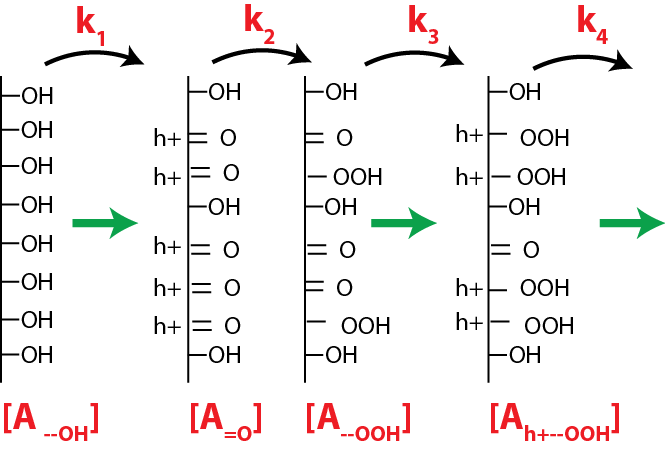 k1 k2 k3 k4
OH OH OH OH
OH h+ = O = O h+ OOH
OH h+ = O OOH h+ OOH
OH OH OH OH
OH h+ = O = O = O
OH h+ = O = O h+ OOH
OH h+ = O OOH h+ OOH
OH OH OH OH
[A --OH] [A=O] [A--OOH] [Ah+--OOH]